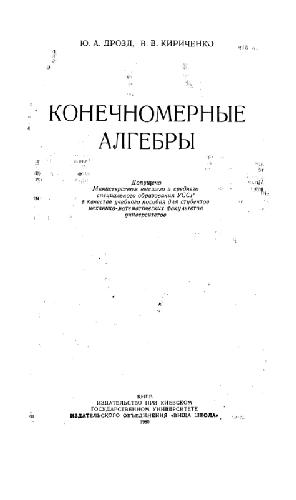 Ю. А. ДРОЗД, В. В. КИРИЧЕНКО
КОНЕЧНОМЕРНЫЕ
АЛГЕБРЫ
Допущено
Министерством высшего и среднего
специального образования УССР
в качестве учебного пособия для студентов
механико-математических факультетов
университетов
КИЕВ
ИЗДАТЕЛЬСТВО ПРИ КИЕВСКОМ
ГОСУДАРСТВЕННОМ УНИВЕРСИТЕТЕ
ИЗДАТЕЛЬСКОГО ОБЪЕДИНЕНИЯ «ВИЩА ШКОЛА»
1980